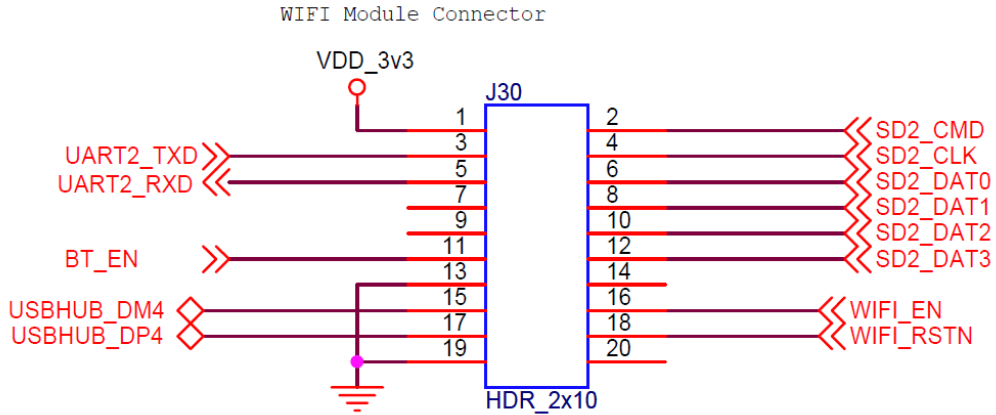 WIFI Module Connector
VDD_3v3
J30
1 2 SD2_CMD
UART2_TXD 3 4 SD2_CLK
UART2_RXD 5 6 SD2_DAT0
7 8 SD2_DAT1
9 10 SD2_DAT2
BT_EN 11 12 SD2_DAT3
13 14
USBHUB_DM4 15 16 WIFI_EN
USBHUB_DP4 17 18 WIFI_RSTN
19 20
HDR_2x10